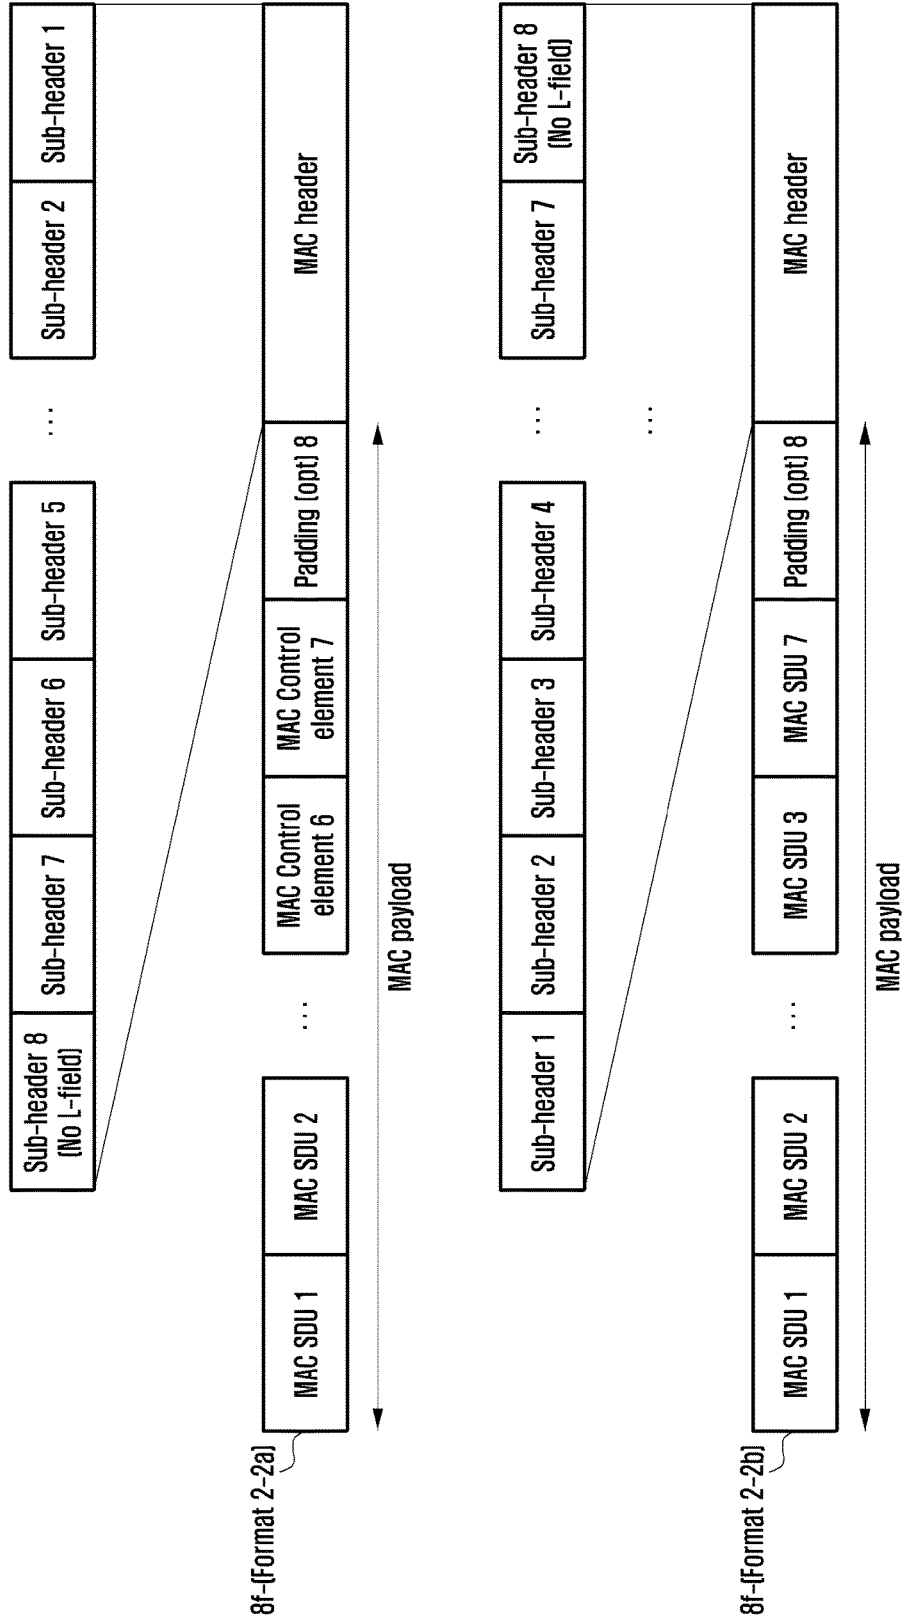 Sub-header 8
(No L-field)
Sub-header 7
Sub-header 6
Sub-header 5
...
Sub-header 2
Sub-header 1
8f-(Format 2-2a)
MAC SDU 1
MAC SDU 2
...
MAC Control
element 6
MAC Control
element 7
Padding (opt) 8
MAC header
MAC payload
Sub-header 1
Sub-header 2
Sub-header 3
Sub-header 4
...
Sub-header 7
Sub-header 8
(No L-field)
...
8f-(Format 2-2b)
MAC SDU 1
MAC SDU 2
...
MAC SDU 3
MAC SDU 7
Padding (opt) 8
MAC header
MAC payload